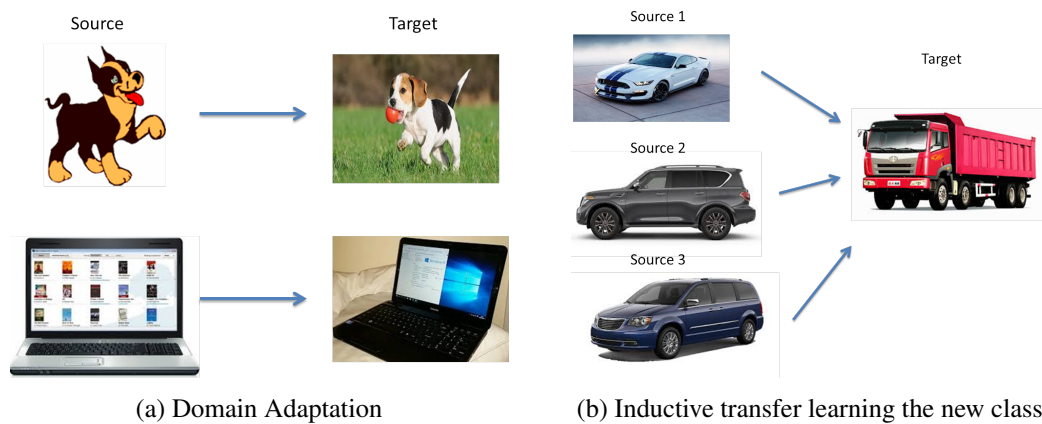 Source
Target
(a) Domain Adaptation
Source 1
Source 2
Source 3
Target
(b) Inductive transfer learning the new class